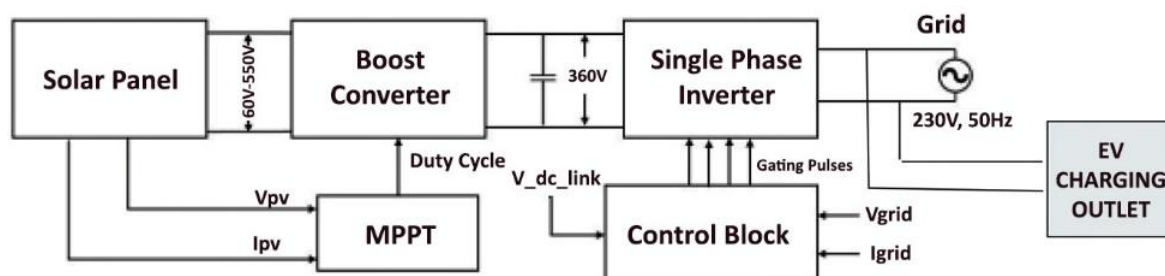 Solar Panel
60V-550V
Boost
Converter
360V
Single Phase
Inverter
Grid
230V, 50Hz
EV
CHARGING
OUTLET
Duty Cycle
V_dc_link
Gating Pulses
Vpv
Ipv
MPPT
Control Block
Vgrid
Igrid